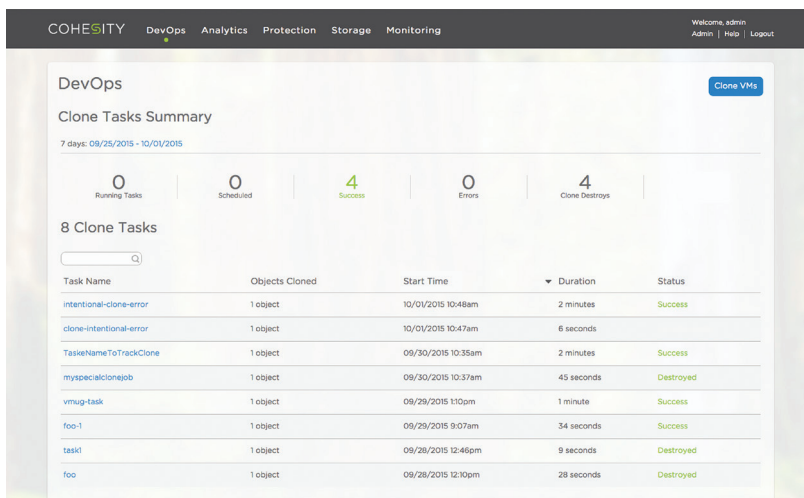 COHESITY DevOps Analytics Protection Storage Monitoring
Welcome, admin
Admin | Help | Logout
DevOps
Clone VMs
Clone Tasks Summary
7 days: 09/25/2015 - 10/01/2015
0 0 4 0 4
Running Tasks Scheduled Success Errors Clone Destroys
8 Clone Tasks
Task Name Objects Cloned Start Time Duration Status
intentional-clone-error 1 object 10/01/2015 10:48am 2 minutes Success
clone-intentional-error 1 object 10/01/2015 10:47am 6 seconds
TaskeNameToTrackClone 1 object 09/30/2015 10:35am 2 minutes Success
myspecialclonejob 1 object 09/30/2015 10:37am 45 seconds Destroyed
vmug-task 1 object 09/29/2015 1:10pm 1 minute Success
foo-1 1 object 09/29/2015 9:07am 34 seconds Success
task1 1 object 09/28/2015 12:46pm 9 seconds Destroyed
foo 1 object 09/28/2015 12:10pm 28 seconds Destroyed